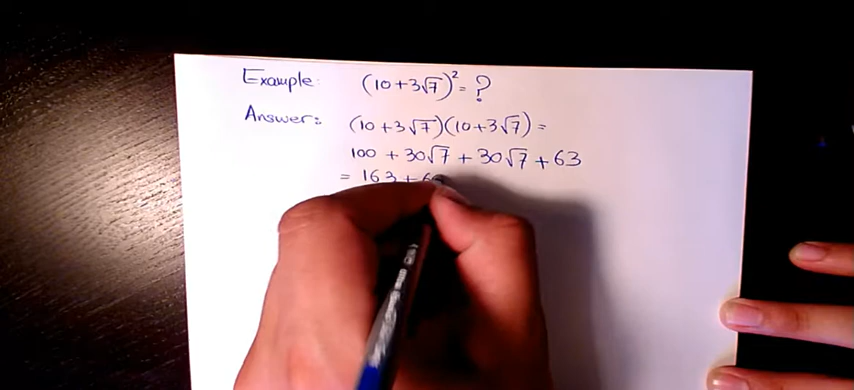 Example: (10+3√7)² = ?
Answer: (10+3√7)(10+3√7) =
100 + 30√7 + 30√7 + 63
= 163 +